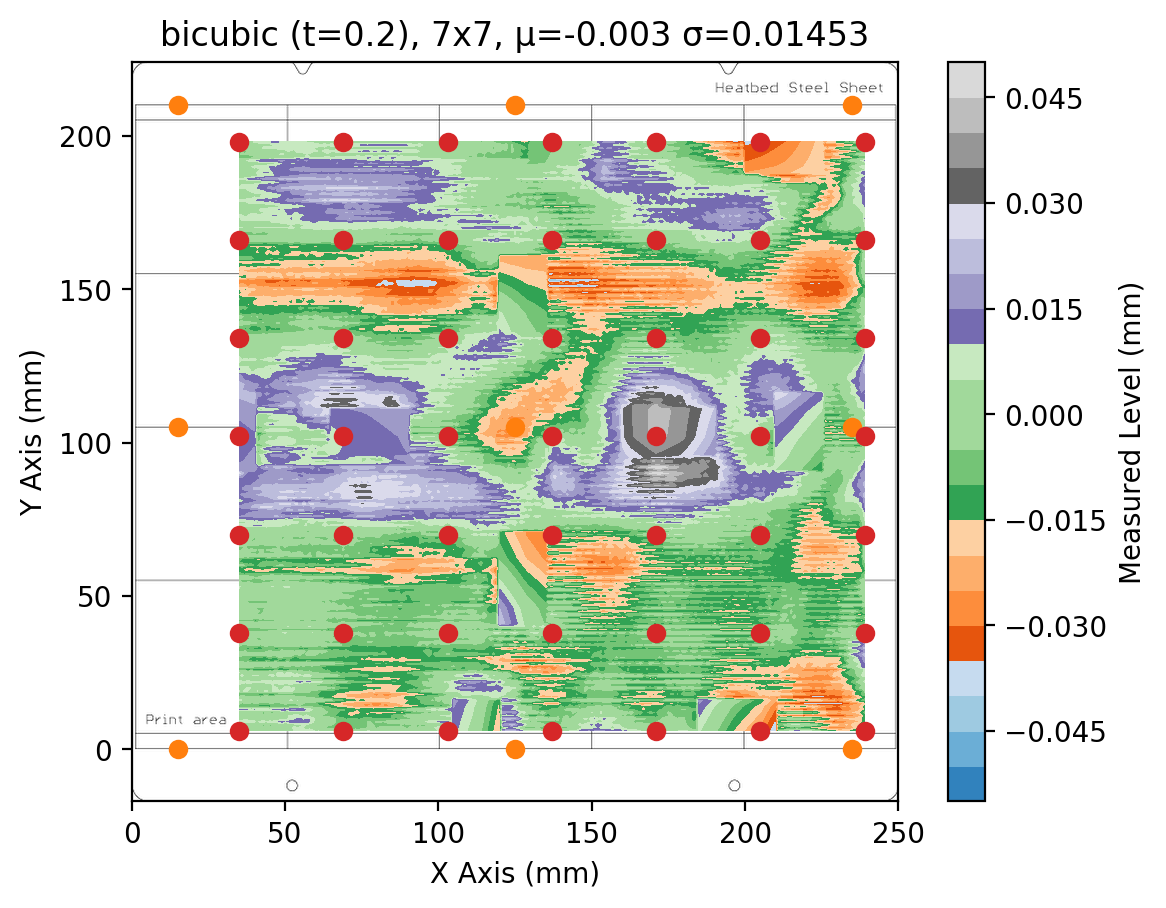 bicubic (t=0.2), 7x7, μ=-0.003 σ=0.01453
Heatbed Steel Sheet
Print area
200
150
100
50
0
Y Axis (mm)
0 50 100 150 200 250
X Axis (mm)
0.045
0.030
0.015
0.000
−0.015
−0.030
−0.045
Measured Level (mm)